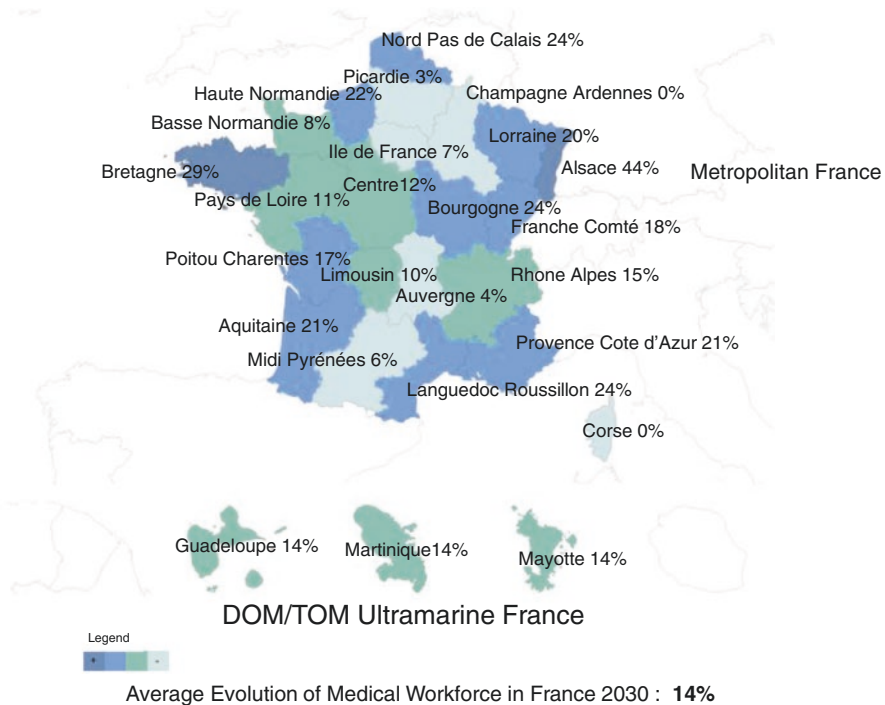 Nord Pas de Calais 24%
Picardie 3%
Haute Normandie 22%
Champagne Ardennes 0%
Basse Normandie 8%
Lorraine 20%
Ile de France 7%
Bretagne 29%
Alsace 44%
Metropolitan France
Centre12%
Pays de Loire 11%
Bourgogne 24%
Franche Comté 18%
Poitou Charentes 17%
Limousin 10%
Rhone Alpes 15%
Auvergne 4%
Aquitaine 21%
Provence Cote d'Azur 21%
Midi Pyrénées 6%
Languedoc Roussillon 24%
Corse 0%
Guadeloupe 14%
Martinique14%
Mayotte 14%
DOM/TOM Ultramarine France
Legend
+ -
Average Evolution of Medical Workforce in France 2030 : 14%